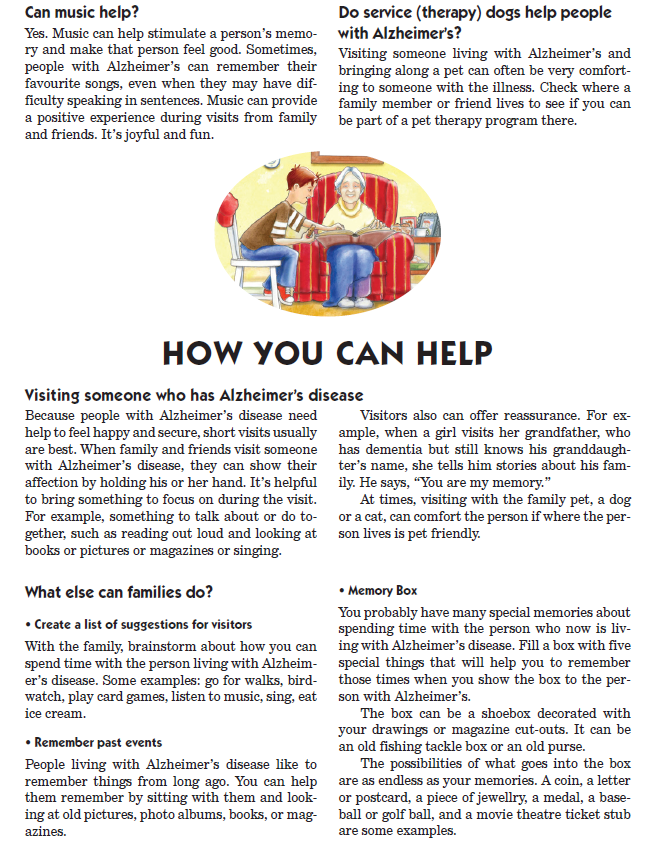 Can music help?
Yes. Music can help stimulate a person's memo-
ry and make that person feel good. Sometimes,
people with Alzheimer's can remember their
favourite songs, even when they may have dif-
ficulty speaking in sentences. Music can provide
a positive experience during visits from family
and friends. It's joyful and fun.
Do service (therapy) dogs help people
with Alzheimer's?
Visiting someone living with Alzheimer's and
bringing along a pet can often be very comfort-
ing to someone with the illness. Check where a
family member or friend lives to see if you can
be part of a pet therapy program there.
HOW YOU CAN HELP
Visiting someone who has Alzheimer's disease
Because people with Alzheimer's disease need
help to feel happy and secure, short visits usually
are best. When family and friends visit someone
with Alzheimer's disease, they can show their
affection by holding his or her hand. It's helpful
to bring something to focus on during the visit.
For example, something to talk about or do to-
gether, such as reading out loud and looking at
books or pictures or magazines or singing.
Visitors also can offer reassurance. For ex-
ample, when a girl visits her grandfather, who
has dementia but still knows his granddaugh-
ter's name, she tells him stories about his fam-
ily. He says, "You are my memory."
At times, visiting with the family pet, a dog
or a cat, can comfort the person if where the per-
son lives is pet friendly.
What else can families do?
• Create a list of suggestions for visitors
With the family, brainstorm about how you can
spend time with the person living with Alzheim-
er's disease. Some examples: go for walks, bird-
watch, play card games, listen to music, sing, eat
ice cream.
• Remember past events
People living with Alzheimer's disease like to
remember things from long ago. You can help
them remember by sitting with them and look-
ing at old pictures, photo albums, books, or mag-
azines.
• Memory Box
You probably have many special memories about
spending time with the person who now is liv-
ing with Alzheimer's disease. Fill a box with five
special things that will help you to remember
those times when you show the box to the per-
son with Alzheimer's.
The box can be a shoebox decorated with
your drawings or magazine cut-outs. It can be
an old fishing tackle box or an old purse.
The possibilities of what goes into the box
are as endless as your memories. A coin, a letter
or postcard, a piece of jewellry, a medal, a base-
ball or golf ball, and a movie theatre ticket stub
are some examples.